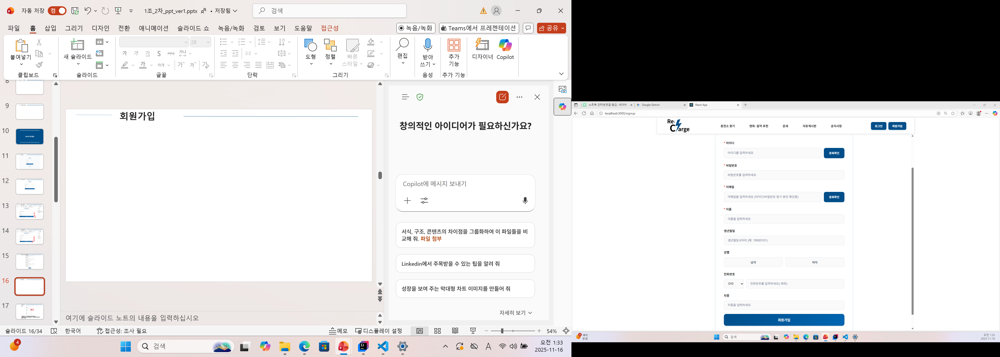 자동 저장 켬 1조_2차_ppt_ver1.pptx • 저장됨 검색
파일 홈 삽입 그리기 디자인 전환 애니메이션 슬라이드 쇼 녹음/녹화 검토 보기 도움말 접근성 녹음/녹화 Teams에서 프레젠테이션 공유
붙여넣기 새 슬라이드 28 도형 정렬 빠른 스타일 편집 받아쓰기 추가 기능 디자이너 Copilot
가 가 가 S 가나 가나
가 가가 가 가
클립보드 슬라이드 글꼴 단락 그리기 음성 추가 기능
8
9
10
11
12
13
14
15
16
17
회원가입
여기에 슬라이드 노트의 내용을 입력하십시오
창의적인 아이디어가 필요하신가요?
Copilot에 메시지 보내기
서식, 구조, 콘텐츠의 차이점을 그룹화하여 이 파일들을 비
교해 줘. 파일 첨부
Linkedin에서 주목받을 수 있는 팁을 알려 줘
성장을 보여 주는 막대형 차트 이미지를 만들어 줘
자세히 보기
슬라이드 16/34 한국어 접근성: 조사 필요 메모 디스플레이 설정 54%
4 검색 A 오전 1:33
2025-11-16
노트북 인터넷연결 끊김 : 네이버 Google Gemini React App
localhost:3000/signup
Re:Charge 충전소 찾기 영화·음악 추천 운세 자유게시판 공지사항 로그인 회원가입
* 아이디
아이디를 입력하세요 중복확인
* 비밀번호
비밀번호를 입력하세요
* 이메일
이메일을 입력하세요 (아이디/비밀번호 찾기 본인 확인용) 중복확인
* 이름
이름을 입력하세요
생년월일
생년월일 8자리 (예: 19900101)
성별
남자 여자
전화번호
010 전화번호를 입력하세요(-제외)
차종
차종을 입력하세요
회원가입
4 16°C
맑음
검색
오전 1:33
2025-11-16